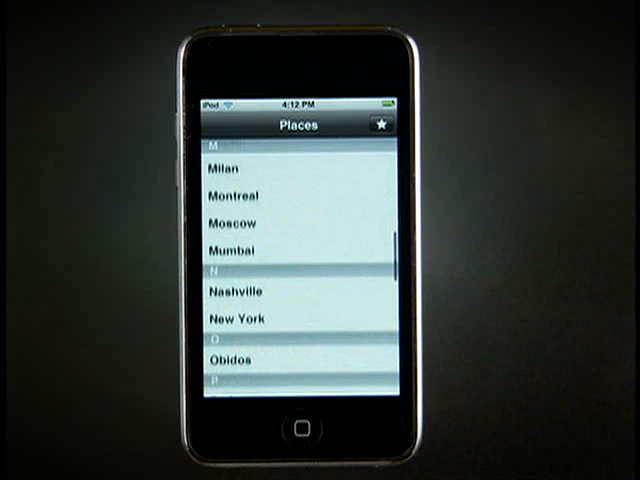 iPod 4:12 PM
Places
M
Milan
Montreal
Moscow
Mumbai
N
Nashville
New York
O
Obidos
P